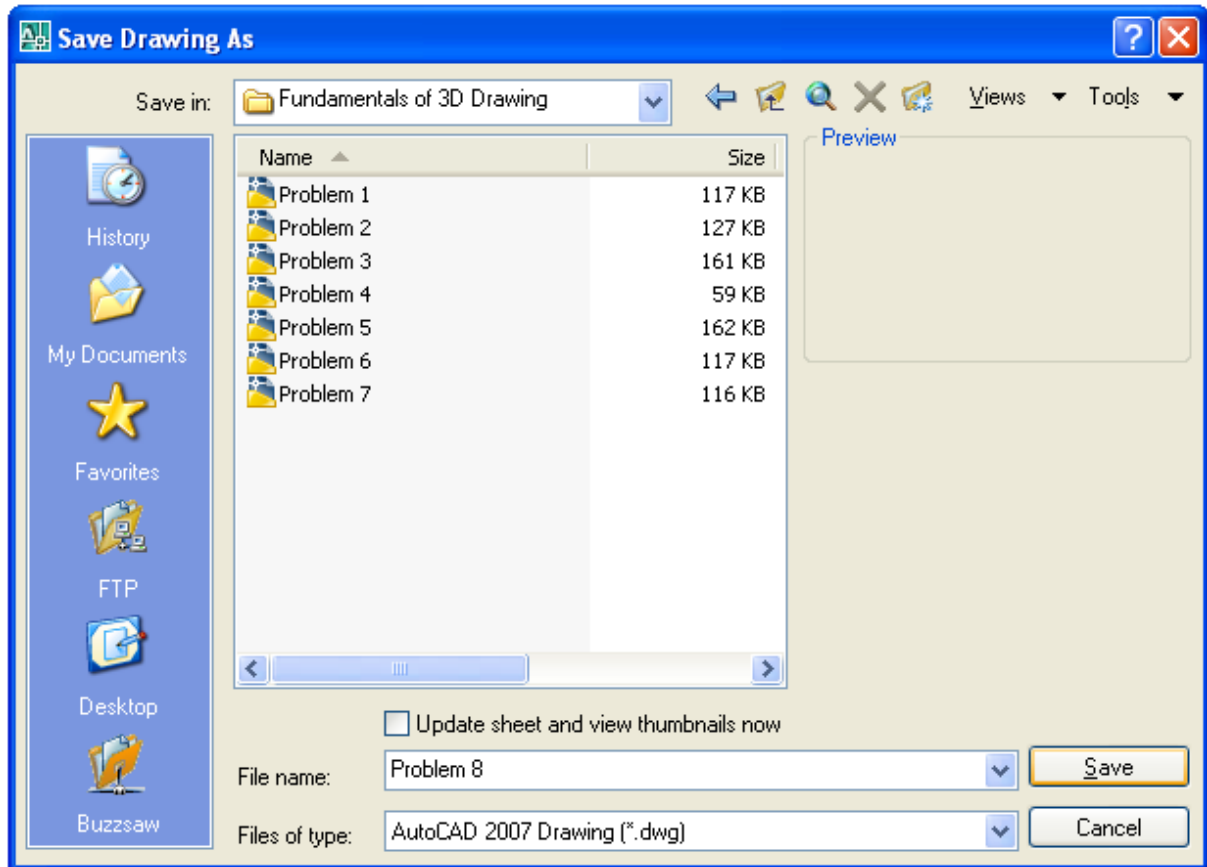 Save Drawing As
Save in:
Fundamentals of 3D Drawing
Views
Tools
History
My Documents
Favorites
FTP
Desktop
Buzzsaw
Name Size
Problem 1 117 KB
Problem 2 127 KB
Problem 3 161 KB
Problem 4 59 KB
Problem 5 162 KB
Problem 6 117 KB
Problem 7 116 KB
Preview
Update sheet and view thumbnails now
File name: Problem 8
Save
Files of type: AutoCAD 2007 Drawing (*.dwg)
Cancel